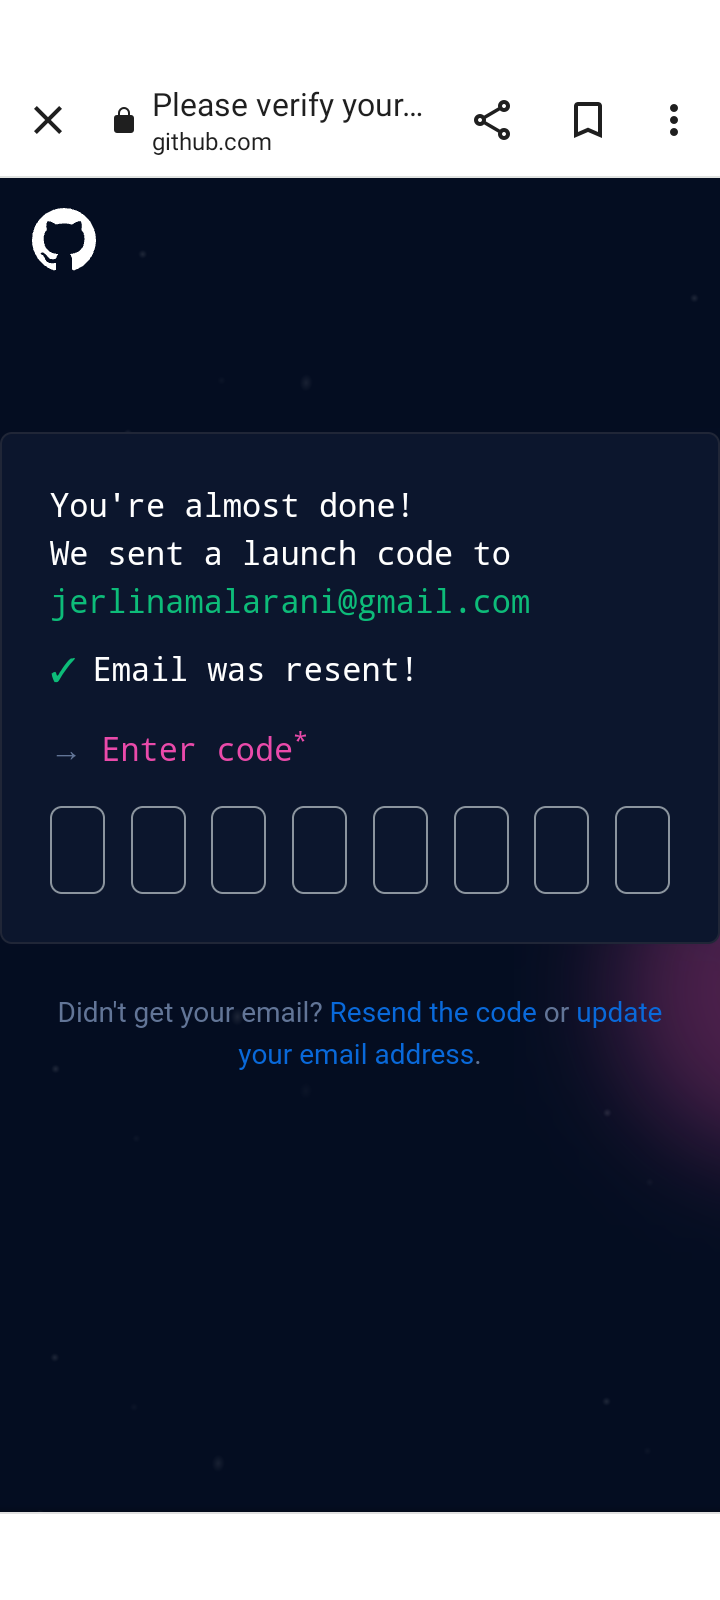 Please verify your...
github.com
You're almost done!
We sent a launch code to
jerlinamalarani@gmail.com
✓ Email was resent!
→ Enter code*
Didn't get your email? Resend the code or update
your email address.